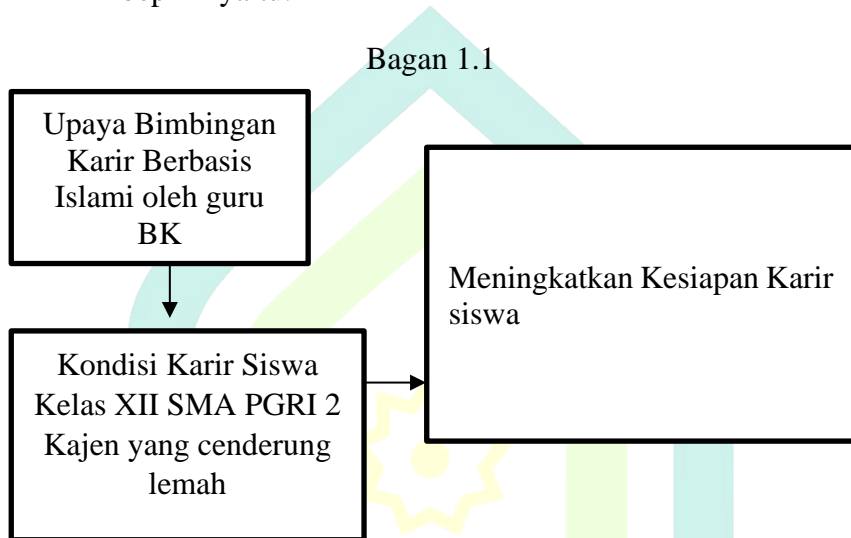 Bagan 1.1
Upaya Bimbingan
Karir Berbasis
Islami oleh guru
BK
Meningkatkan Kesiapan Karir
siswa
Kondisi Karir Siswa
Kelas XII SMA PGRI 2
Kajen yang cenderung
lemah